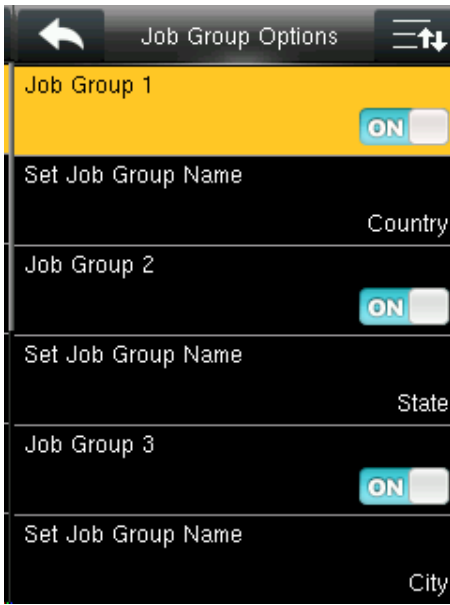 Job Group Options
Job Group 1
ON
Set Job Group Name
Country
Job Group 2
ON
Set Job Group Name
State
Job Group 3
ON
Set Job Group Name
City